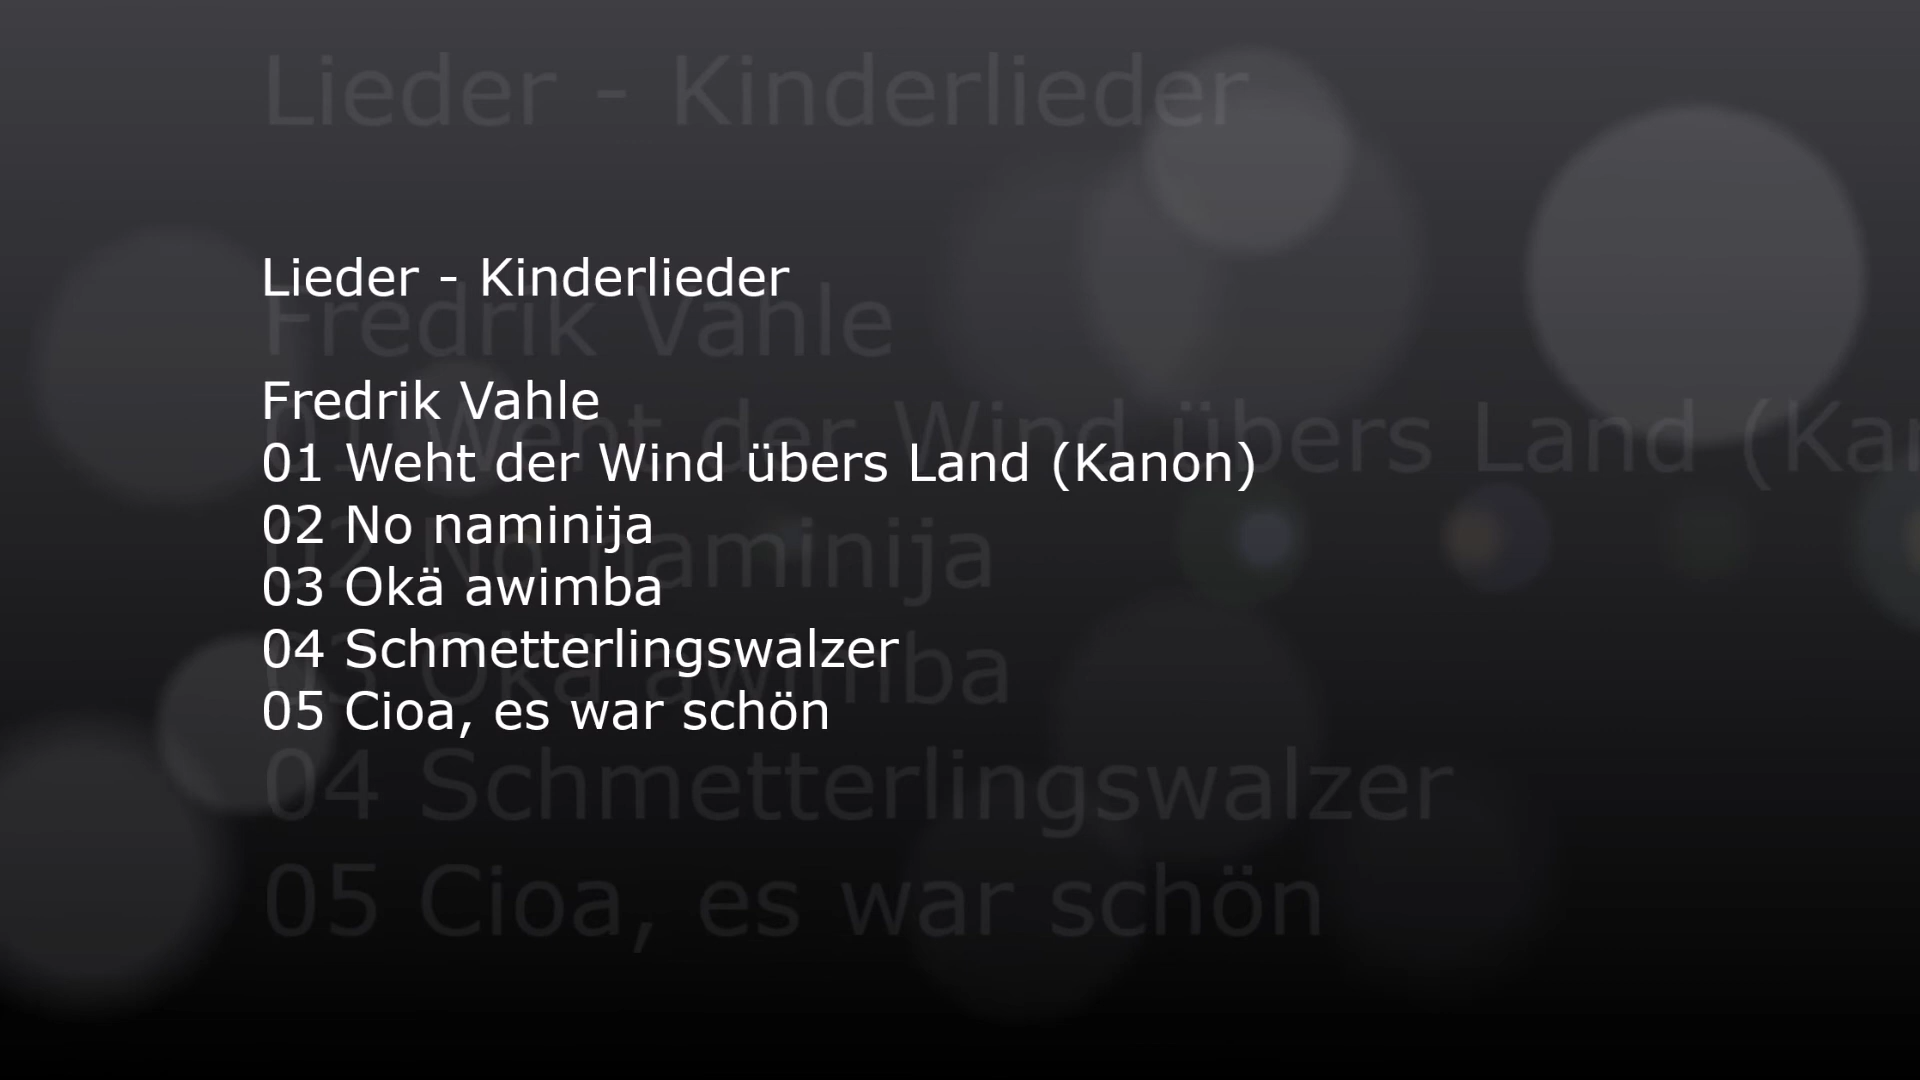 Lieder - Kinderlieder
Fredrik Vahle
01 Weht der Wind übers Land (Kanon)
02 No naminija
03 Okä awimba
04 Schmetterlingswalzer
05 Cioa, es war schön